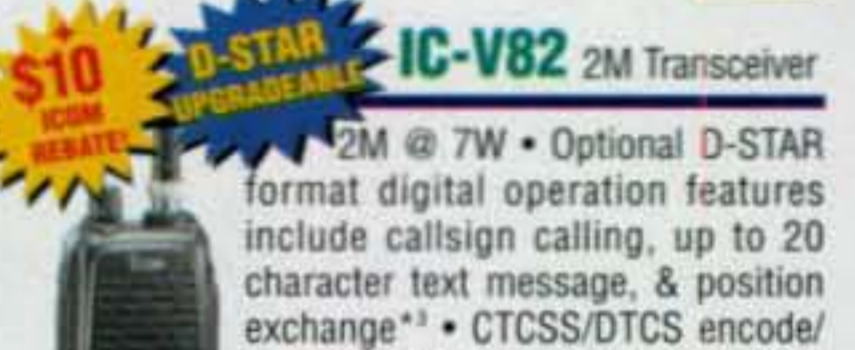 $10
ICOM
REBATE!
D-STAR
UPGRADEABLE
IC-V82 2M Transceiver
2M @ 7W • Optional D-STAR
format digital operation features
include callsign calling, up to 20
character text message, & position
exchange*³ • CTCSS/DTCS encode/